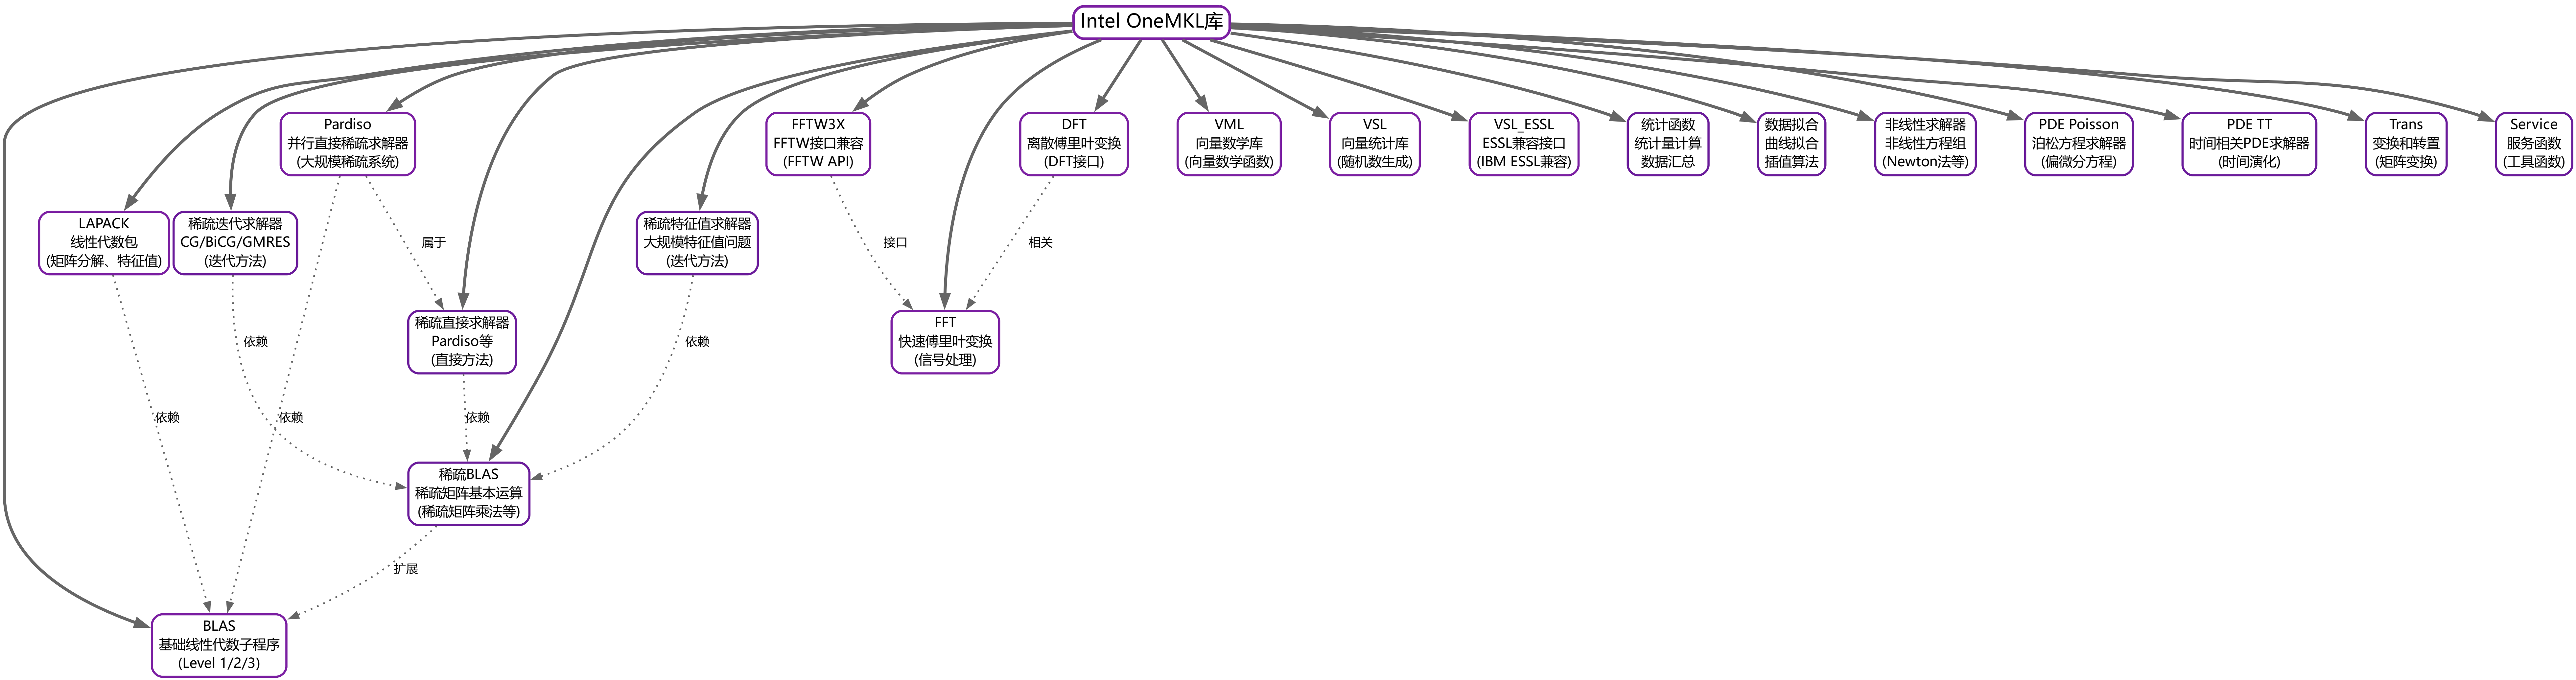 Intel OneMKL库
Pardiso
并行直接稀疏求解器
(大规模稀疏系统)
FFTW3X
FFTW接口兼容
(FFTW API)
DFT
离散傅里叶变换
(DFT接口)
VML
向量数学库
(向量数学函数)
VSL
向量统计库
(随机数生成)
VSL_ESSL
ESSL兼容接口
(IBM ESSL兼容)
统计函数
统计量计算
数据汇总
数据拟合
曲线拟合
插值算法
非线性求解器
非线性方程组
(Newton法等)
PDE Poisson
泊松方程求解器
(偏微分方程)
PDE TT
时间相关PDE求解器
(时间演化)
Trans
变换和转置
(矩阵变换)
Service
服务函数
(工具函数)
LAPACK
线性代数包
(矩阵分解、特征值)
稀疏迭代求解器
CG/BiCG/GMRES
(迭代方法)
属于
稀疏特征值求解器
大规模特征值问题
(迭代方法)
接口
相关
依赖
稀疏直接求解器
Pardiso等
(直接方法)
依赖
FFT
快速傅里叶变换
(信号处理)
依赖
依赖
依赖
稀疏BLAS
稀疏矩阵基本运算
(稀疏矩阵乘法等)
扩展
BLAS
基础线性代数子程序
(Level 1/2/3)